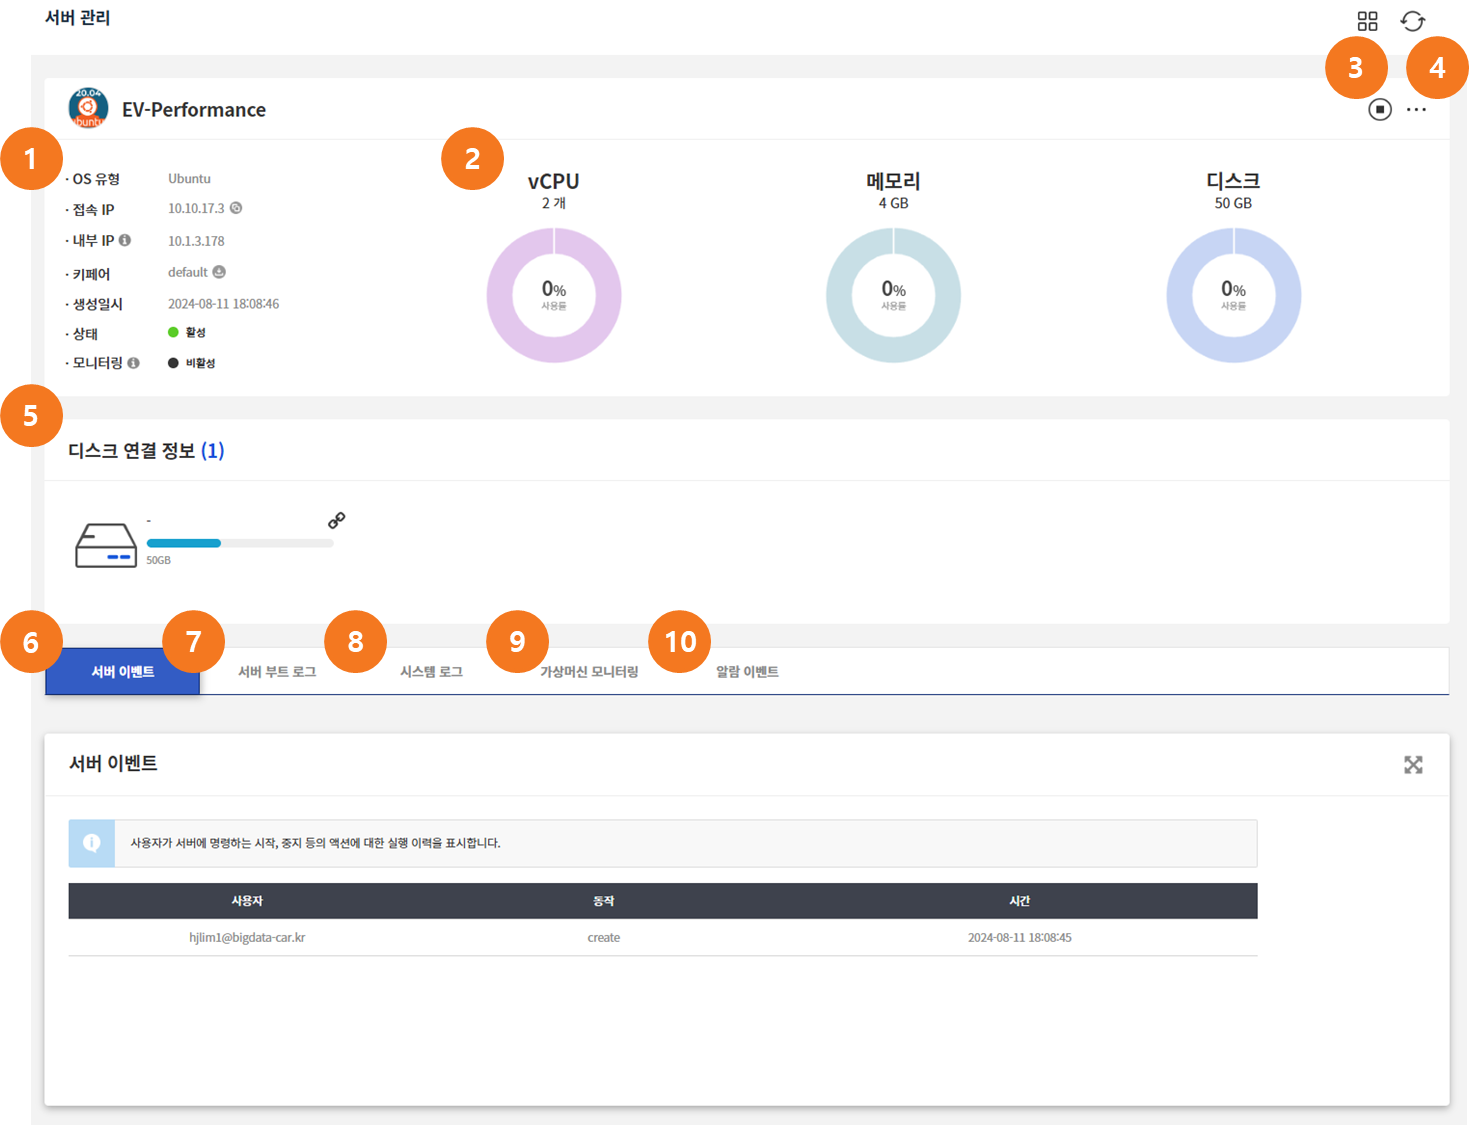 서버 관리
3
4
20.04
ubuntu
EV-Performance
1
2
· OS 유형 Ubuntu
· 접속 IP 10.10.17.3
· 내부 IP 10.1.3.178
· 키페어 default
· 생성일시 2024-08-11 18:08:46
· 상태 활성
· 모니터링 비활성
vCPU
2 개
0%
사용률
메모리
4 GB
0%
사용률
디스크
50 GB
0%
사용률
5
디스크 연결 정보 (1)
-
50GB
6
7
8
9
10
서버 이벤트 서버 부트 로그 시스템 로그 가상머신 모니터링 알람 이벤트
서버 이벤트
사용자가 서버에 명령하는 시작, 중지 등의 액션에 대한 실행 이력을 표시합니다.
사용자 동작 시간
hjlim1@bigdata-car.kr create 2024-08-11 18:08:45